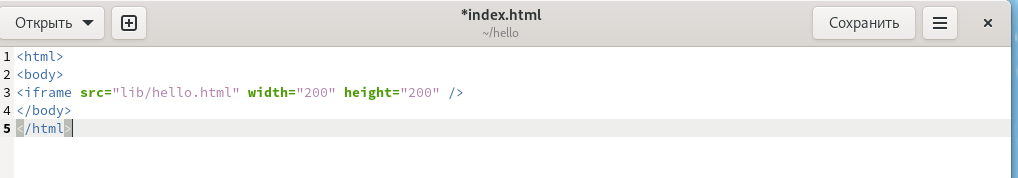 Открыть
*index.html
~/hello
Сохранить
1 <html>
2 <body>
3 <iframe src="lib/hello.html" width="200" height="200" />
4 </body>
5 </html>